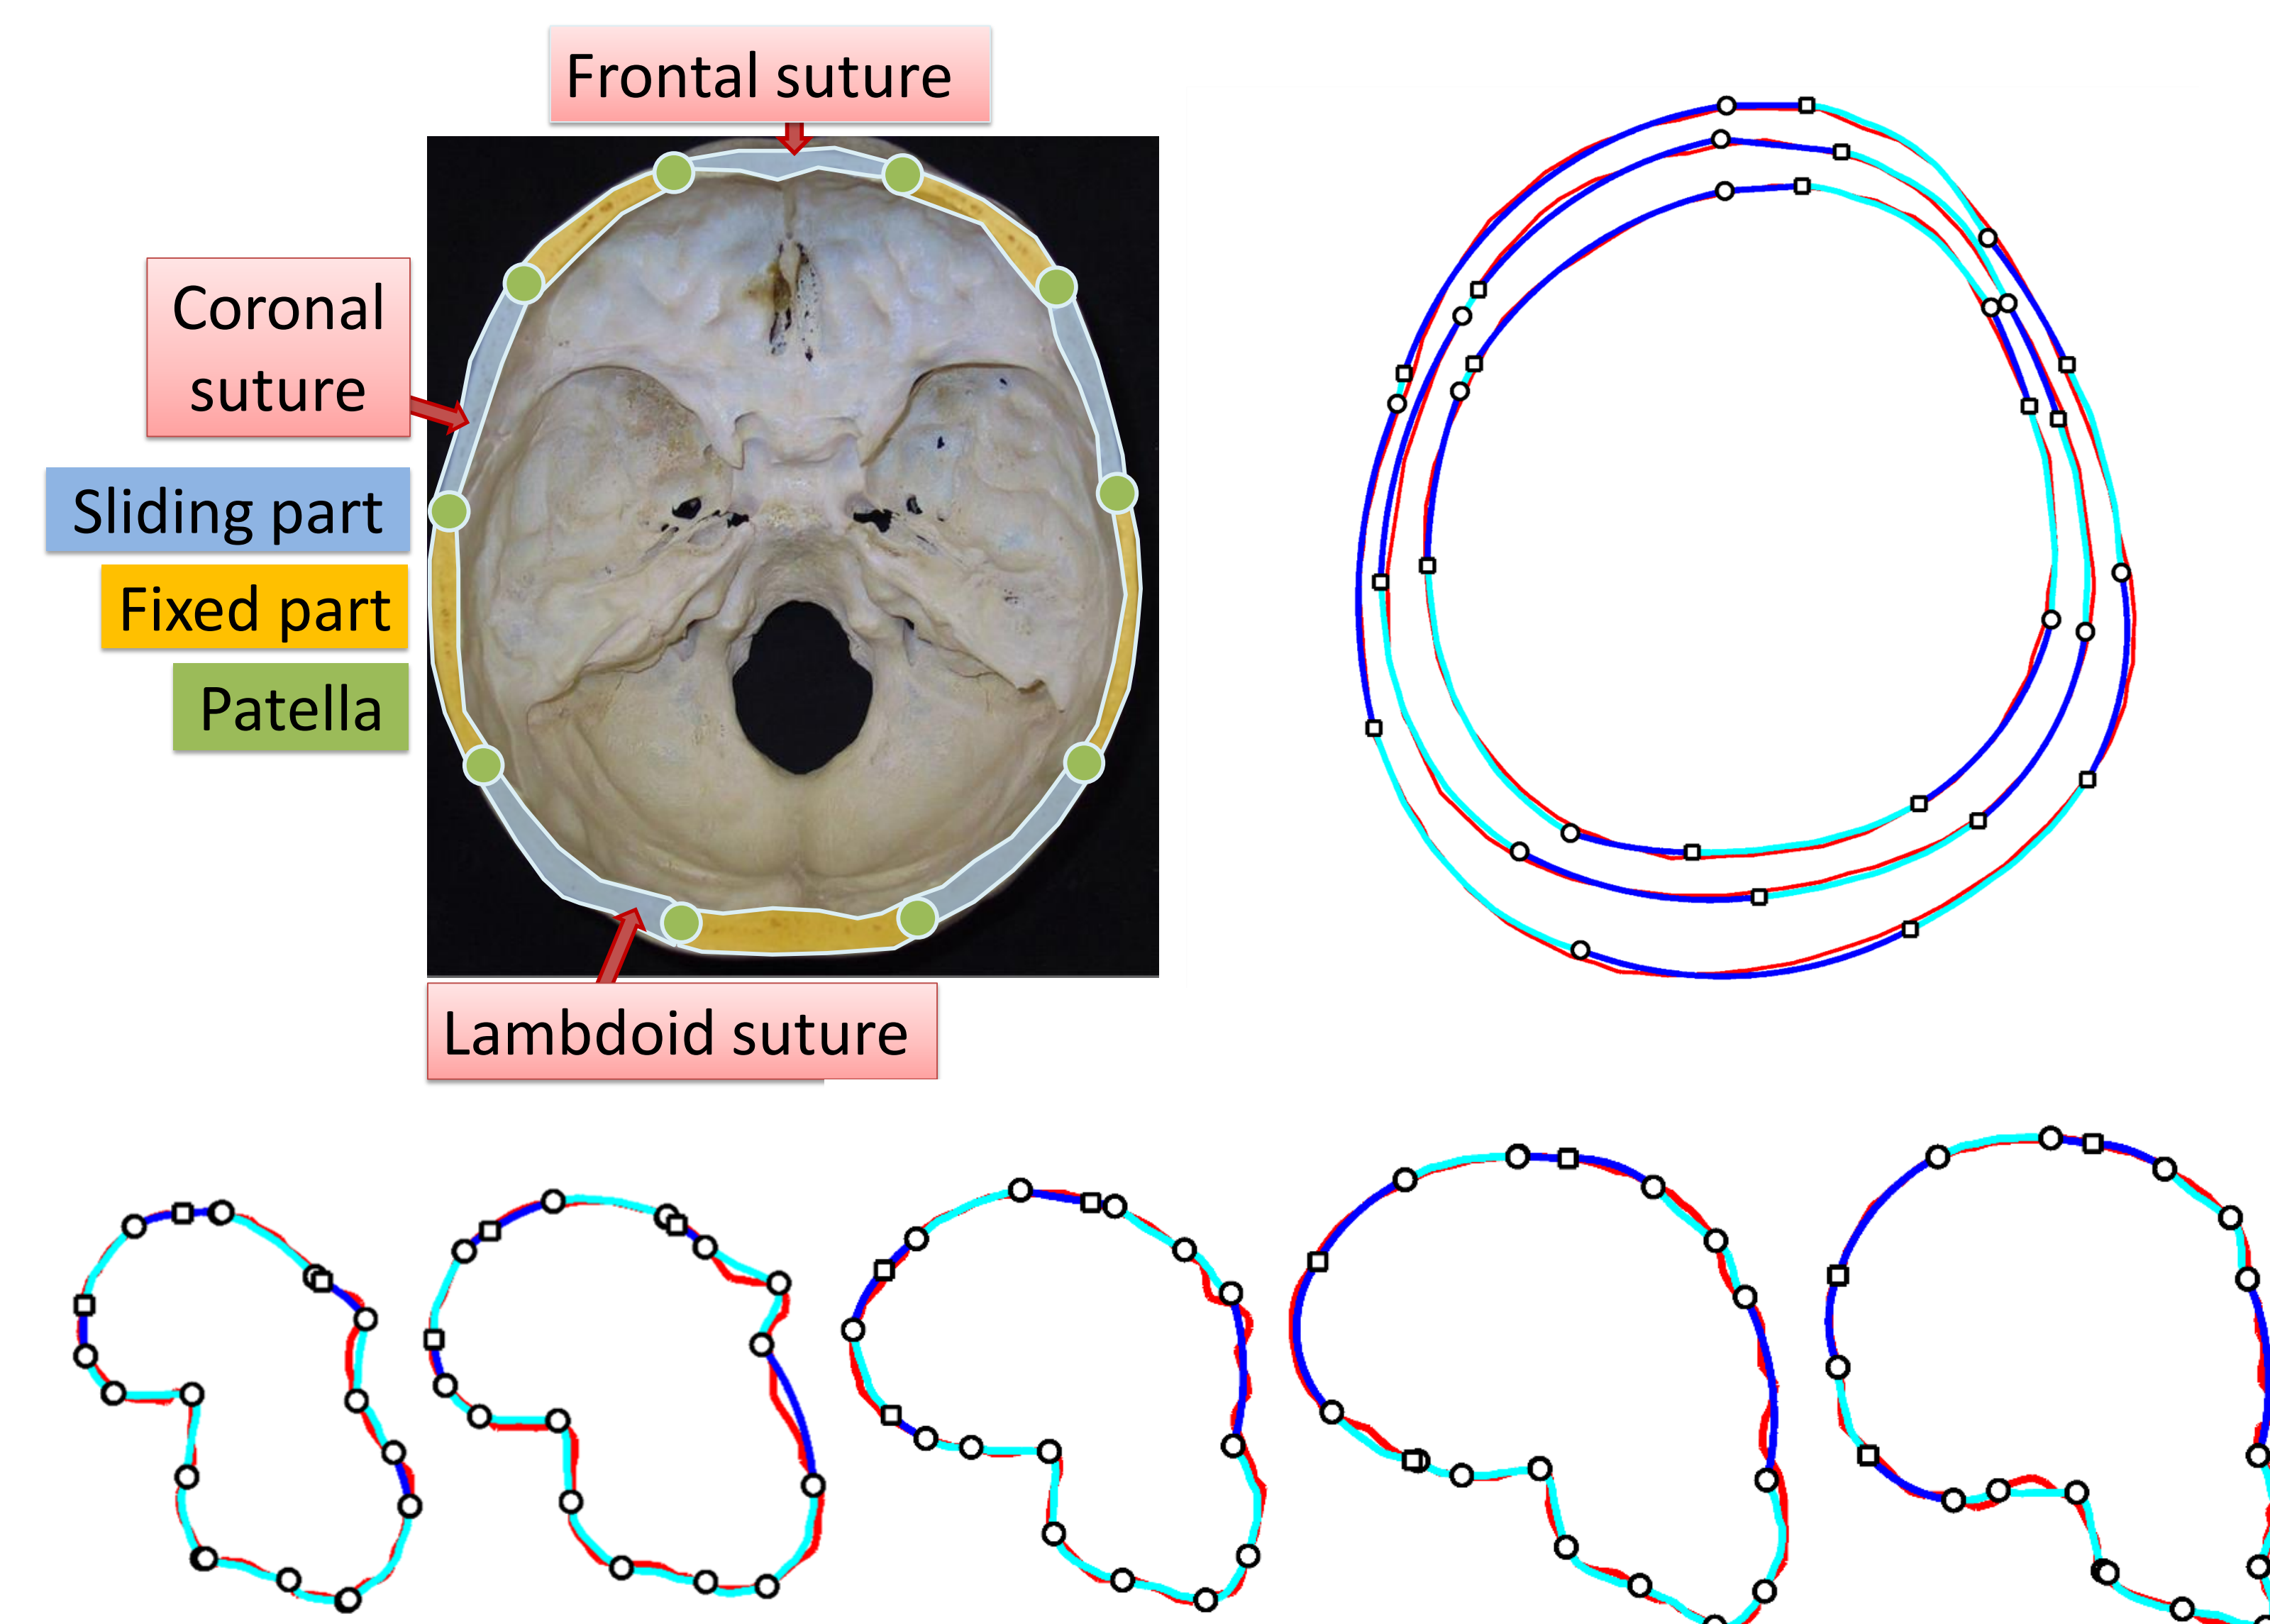 Frontal suture
Coronal
suture
Sliding part
Fixed part
Patella
Lambdoid suture